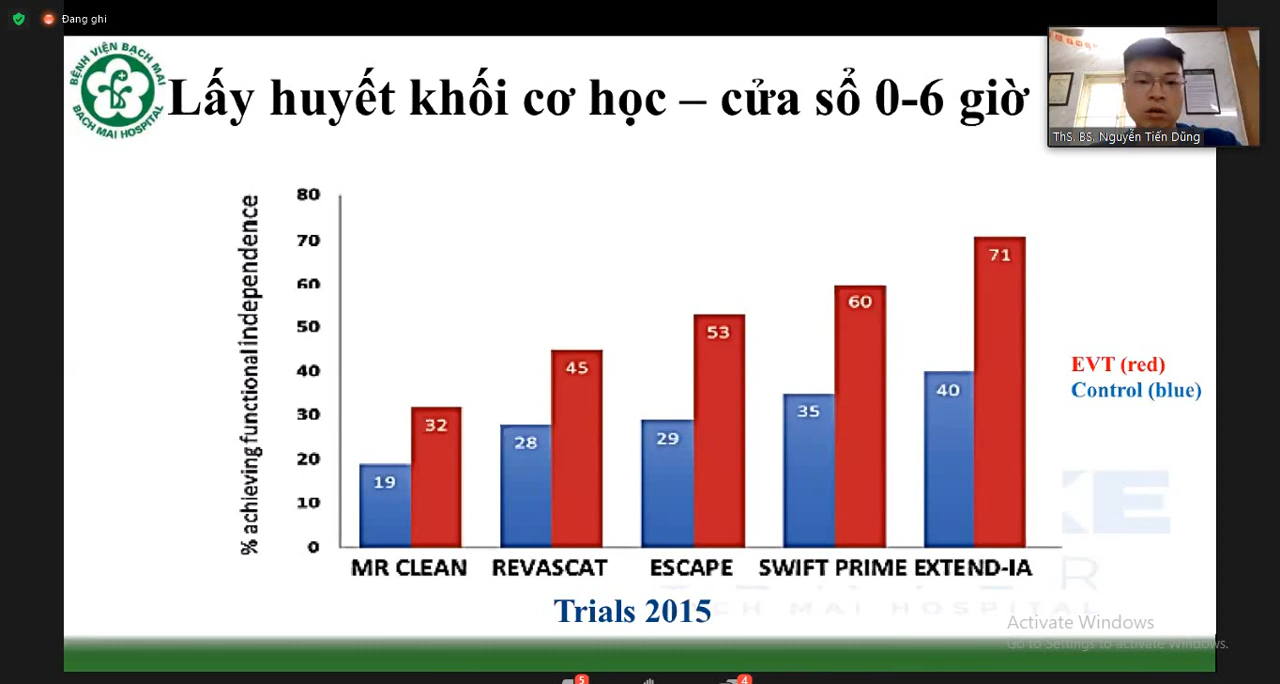 Đang ghi
BỆNH VIỆN BẠCH MAI
BACH MAI HOSPITAL
Lấy huyết khối cơ học – cửa sổ 0-6 giờ
ThS. BS. Nguyễn Tiến Dũng
% achieving functional independence
80
70
60
50
40
30
20
10
0
19
32
28
45
29
53
35
60
40
71
EVT (red)
Control (blue)
MR CLEAN
REVASCAT
ESCAPE
SWIFT PRIME
EXTEND-IA
Trials 2015
MAI HOSPITAL
Activate Windows
Go to Settings to activate Windows.
5
4